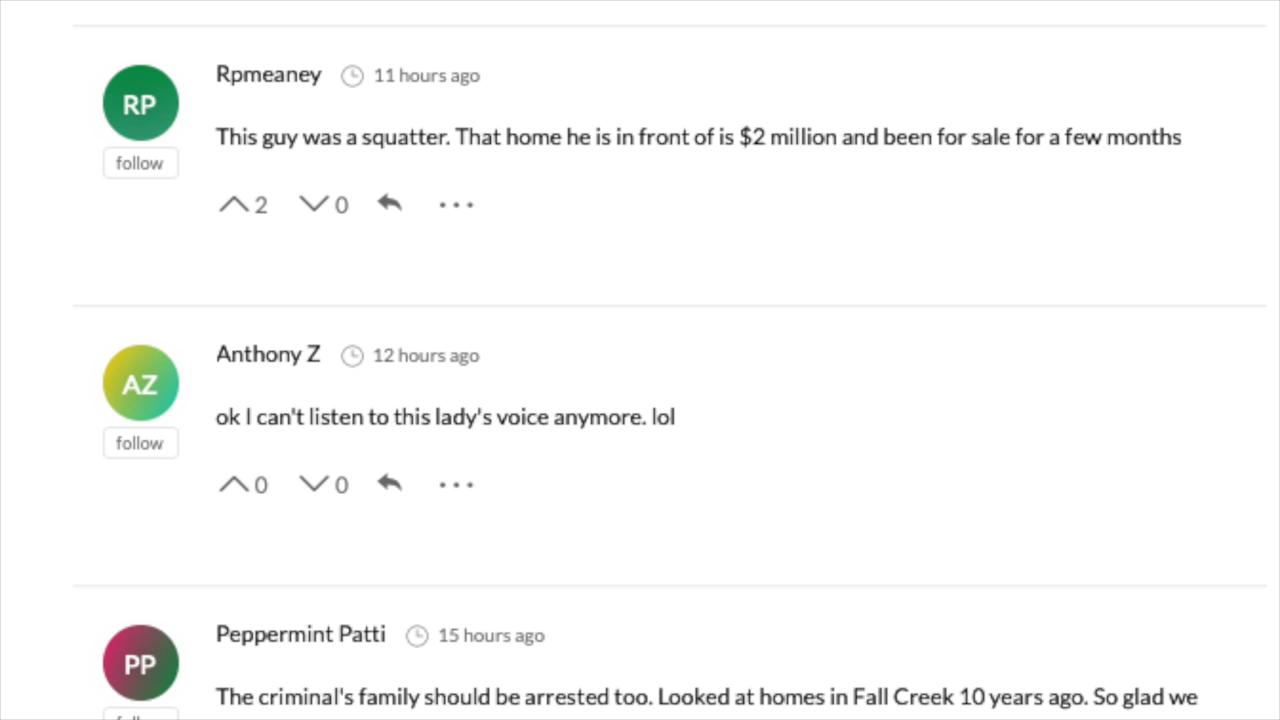 Rpmeaney 11 hours ago
RP
This guy was a squatter. That home he is in front of is $2 million and been for sale for a few months
follow
2 0
Anthony Z 12 hours ago
AZ
ok I can't listen to this lady's voice anymore. lol
follow
0 0
Peppermint Patti 15 hours ago
PP
The criminal's family should be arrested too. Looked at homes in Fall Creek 10 years ago. So glad we